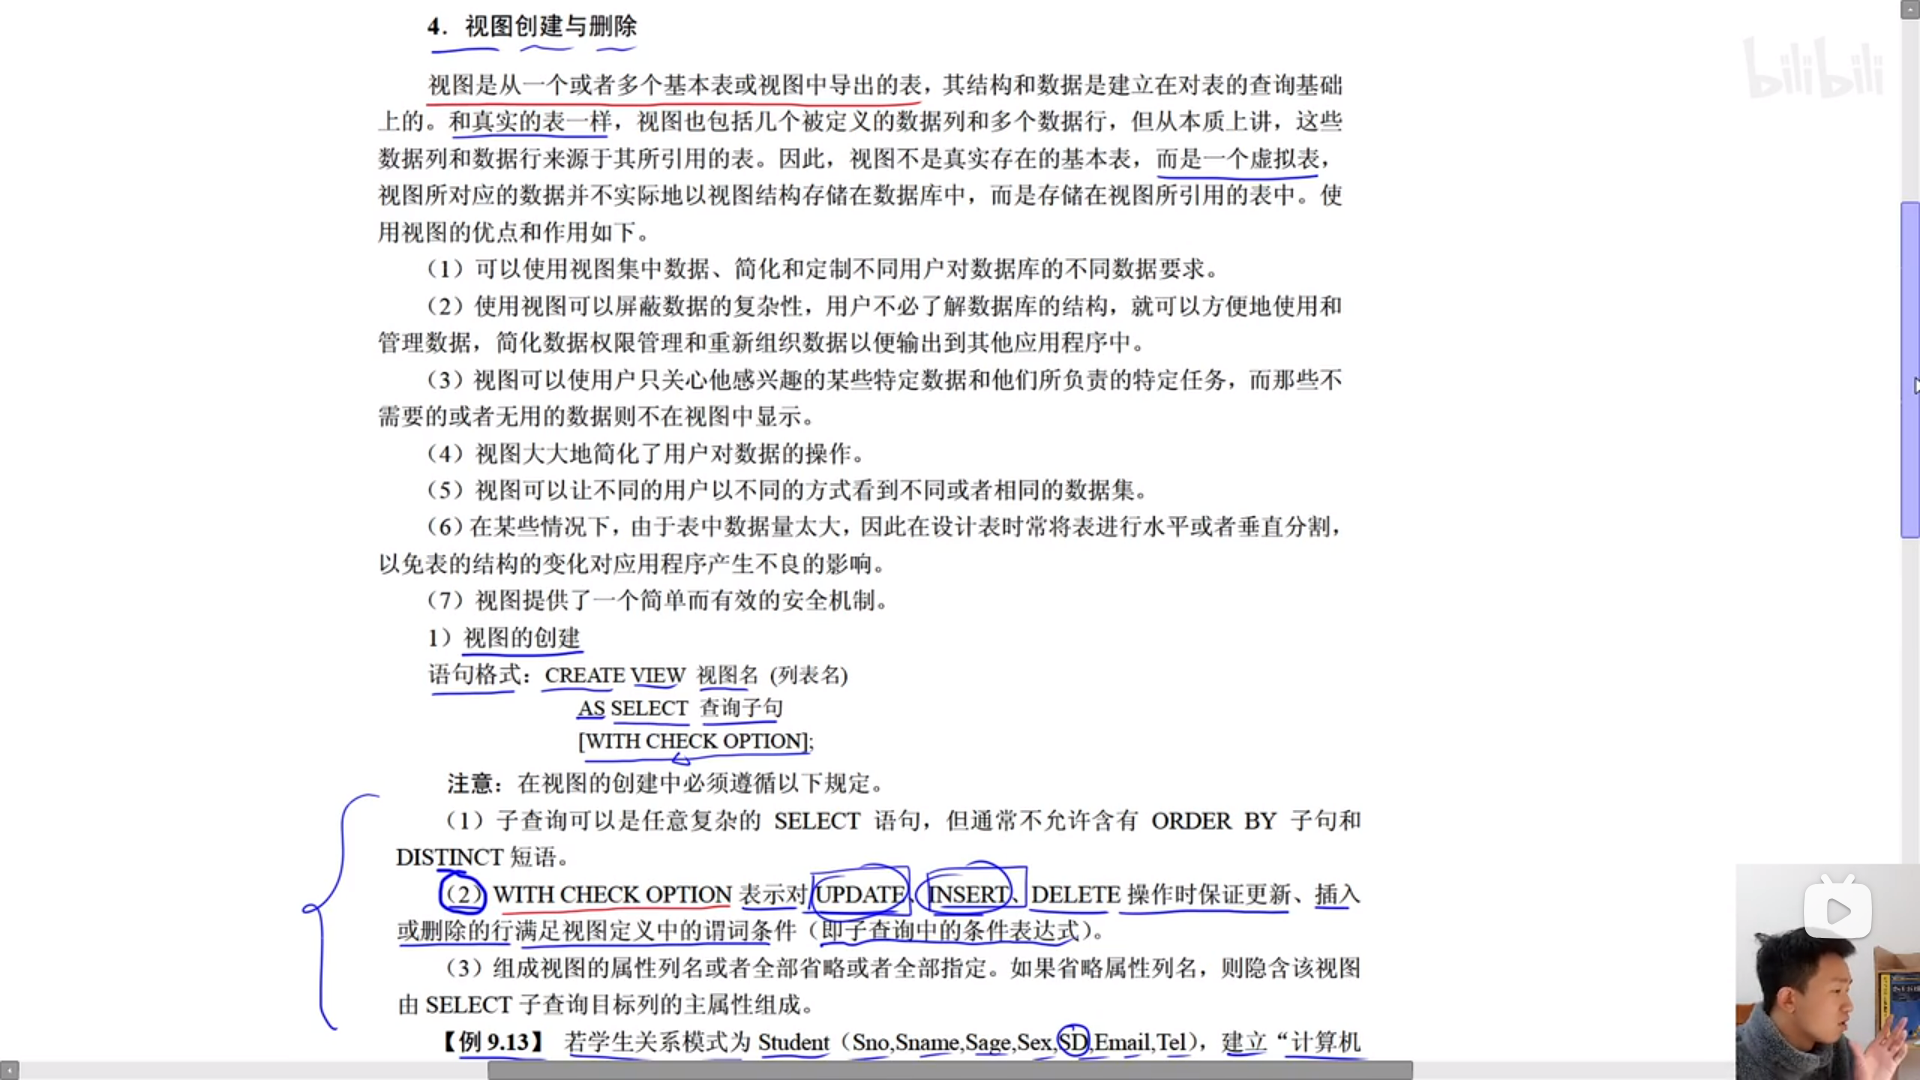 bilibili
4．视图创建与删除
视图是从一个或者多个基本表或视图中导出的表，其结构和数据是建立在对表的查询基础
上的。和真实的表一样，视图也包括几个被定义的数据列和多个数据行，但从本质上讲，这些
数据列和数据行来源于其所引用的表。因此，视图不是真实存在的基本表，而是一个虚拟表，
视图所对应的数据并不实际地以视图结构存储在数据库中，而是存储在视图所引用的表中。使
用视图的优点和作用如下。
（1）可以使用视图集中数据、简化和定制不同用户对数据库的不同数据要求。
（2）使用视图可以屏蔽数据的复杂性，用户不必了解数据库的结构，就可以方便地使用和
管理数据，简化数据权限管理和重新组织数据以便输出到其他应用程序中。
（3）视图可以使用户只关心他感兴趣的某些特定数据和他们所负责的特定任务，而那些不
需要的或者无用的数据则不在视图中显示。
（4）视图大大地简化了用户对数据的操作。
（5）视图可以让不同的用户以不同的方式看到不同或者相同的数据集。
（6）在某些情况下，由于表中数据量太大，因此在设计表时常将表进行水平或者垂直分割，
以免表的结构的变化对应用程序产生不良的影响。
（7）视图提供了一个简单而有效的安全机制。
1）视图的创建
语句格式：CREATE VIEW 视图名 (列表名)
AS SELECT 查询子句
[WITH CHECK OPTION];
注意：在视图的创建中必须遵循以下规定。
（1）子查询可以是任意复杂的 SELECT 语句，但通常不允许含有 ORDER BY 子句和
DISTINCT 短语。
（2）WITH CHECK OPTION 表示对 UPDATE、INSERT、DELETE 操作时保证更新、插入
或删除的行满足视图定义中的谓词条件（即子查询中的条件表达式）。
（3）组成视图的属性列名或者全部省略或者全部指定。如果省略属性列名，则隐含该视图
由 SELECT 子查询目标列的主属性组成。
【例 9.13】 若学生关系模式为 Student（Sno,Sname,Sage,Sex,SD,Email,Tel），建立“计算机